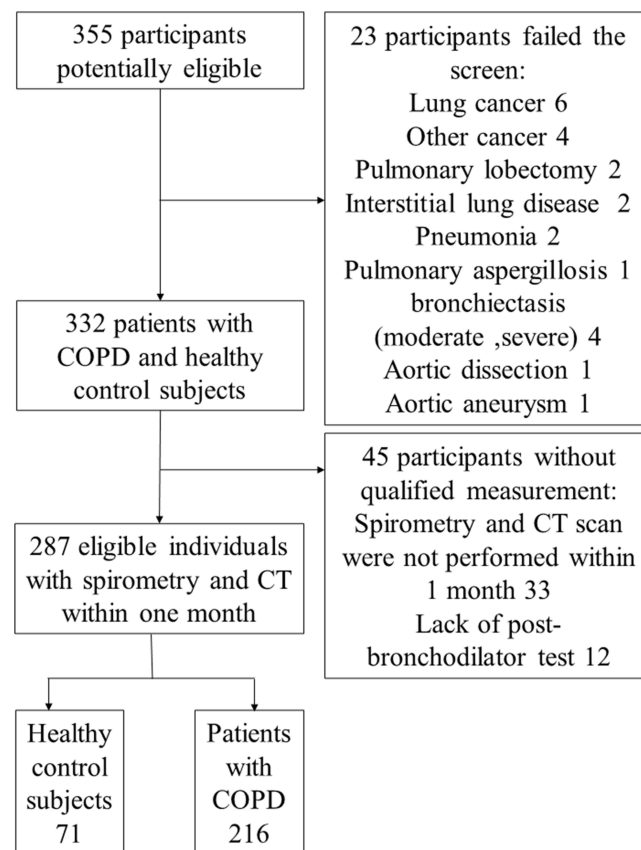 355 participants
potentially eligible
23 participants failed the
screen:
Lung cancer 6
Other cancer 4
Pulmonary lobectomy 2
Interstitial lung disease 2
Pneumonia 2
Pulmonary aspergillosis 1
bronchiectasis
(moderate ,severe) 4
Aortic dissection 1
Aortic aneurysm 1
332 patients with
COPD and healthy
control subjects
45 participants without
qualified measurement:
Spirometry and CT scan
were not performed within
1 month 33
Lack of post-
bronchodilator test 12
287 eligible individuals
with spirometry and CT
within one month
Healthy
control
subjects
71
Patients
with
COPD
216